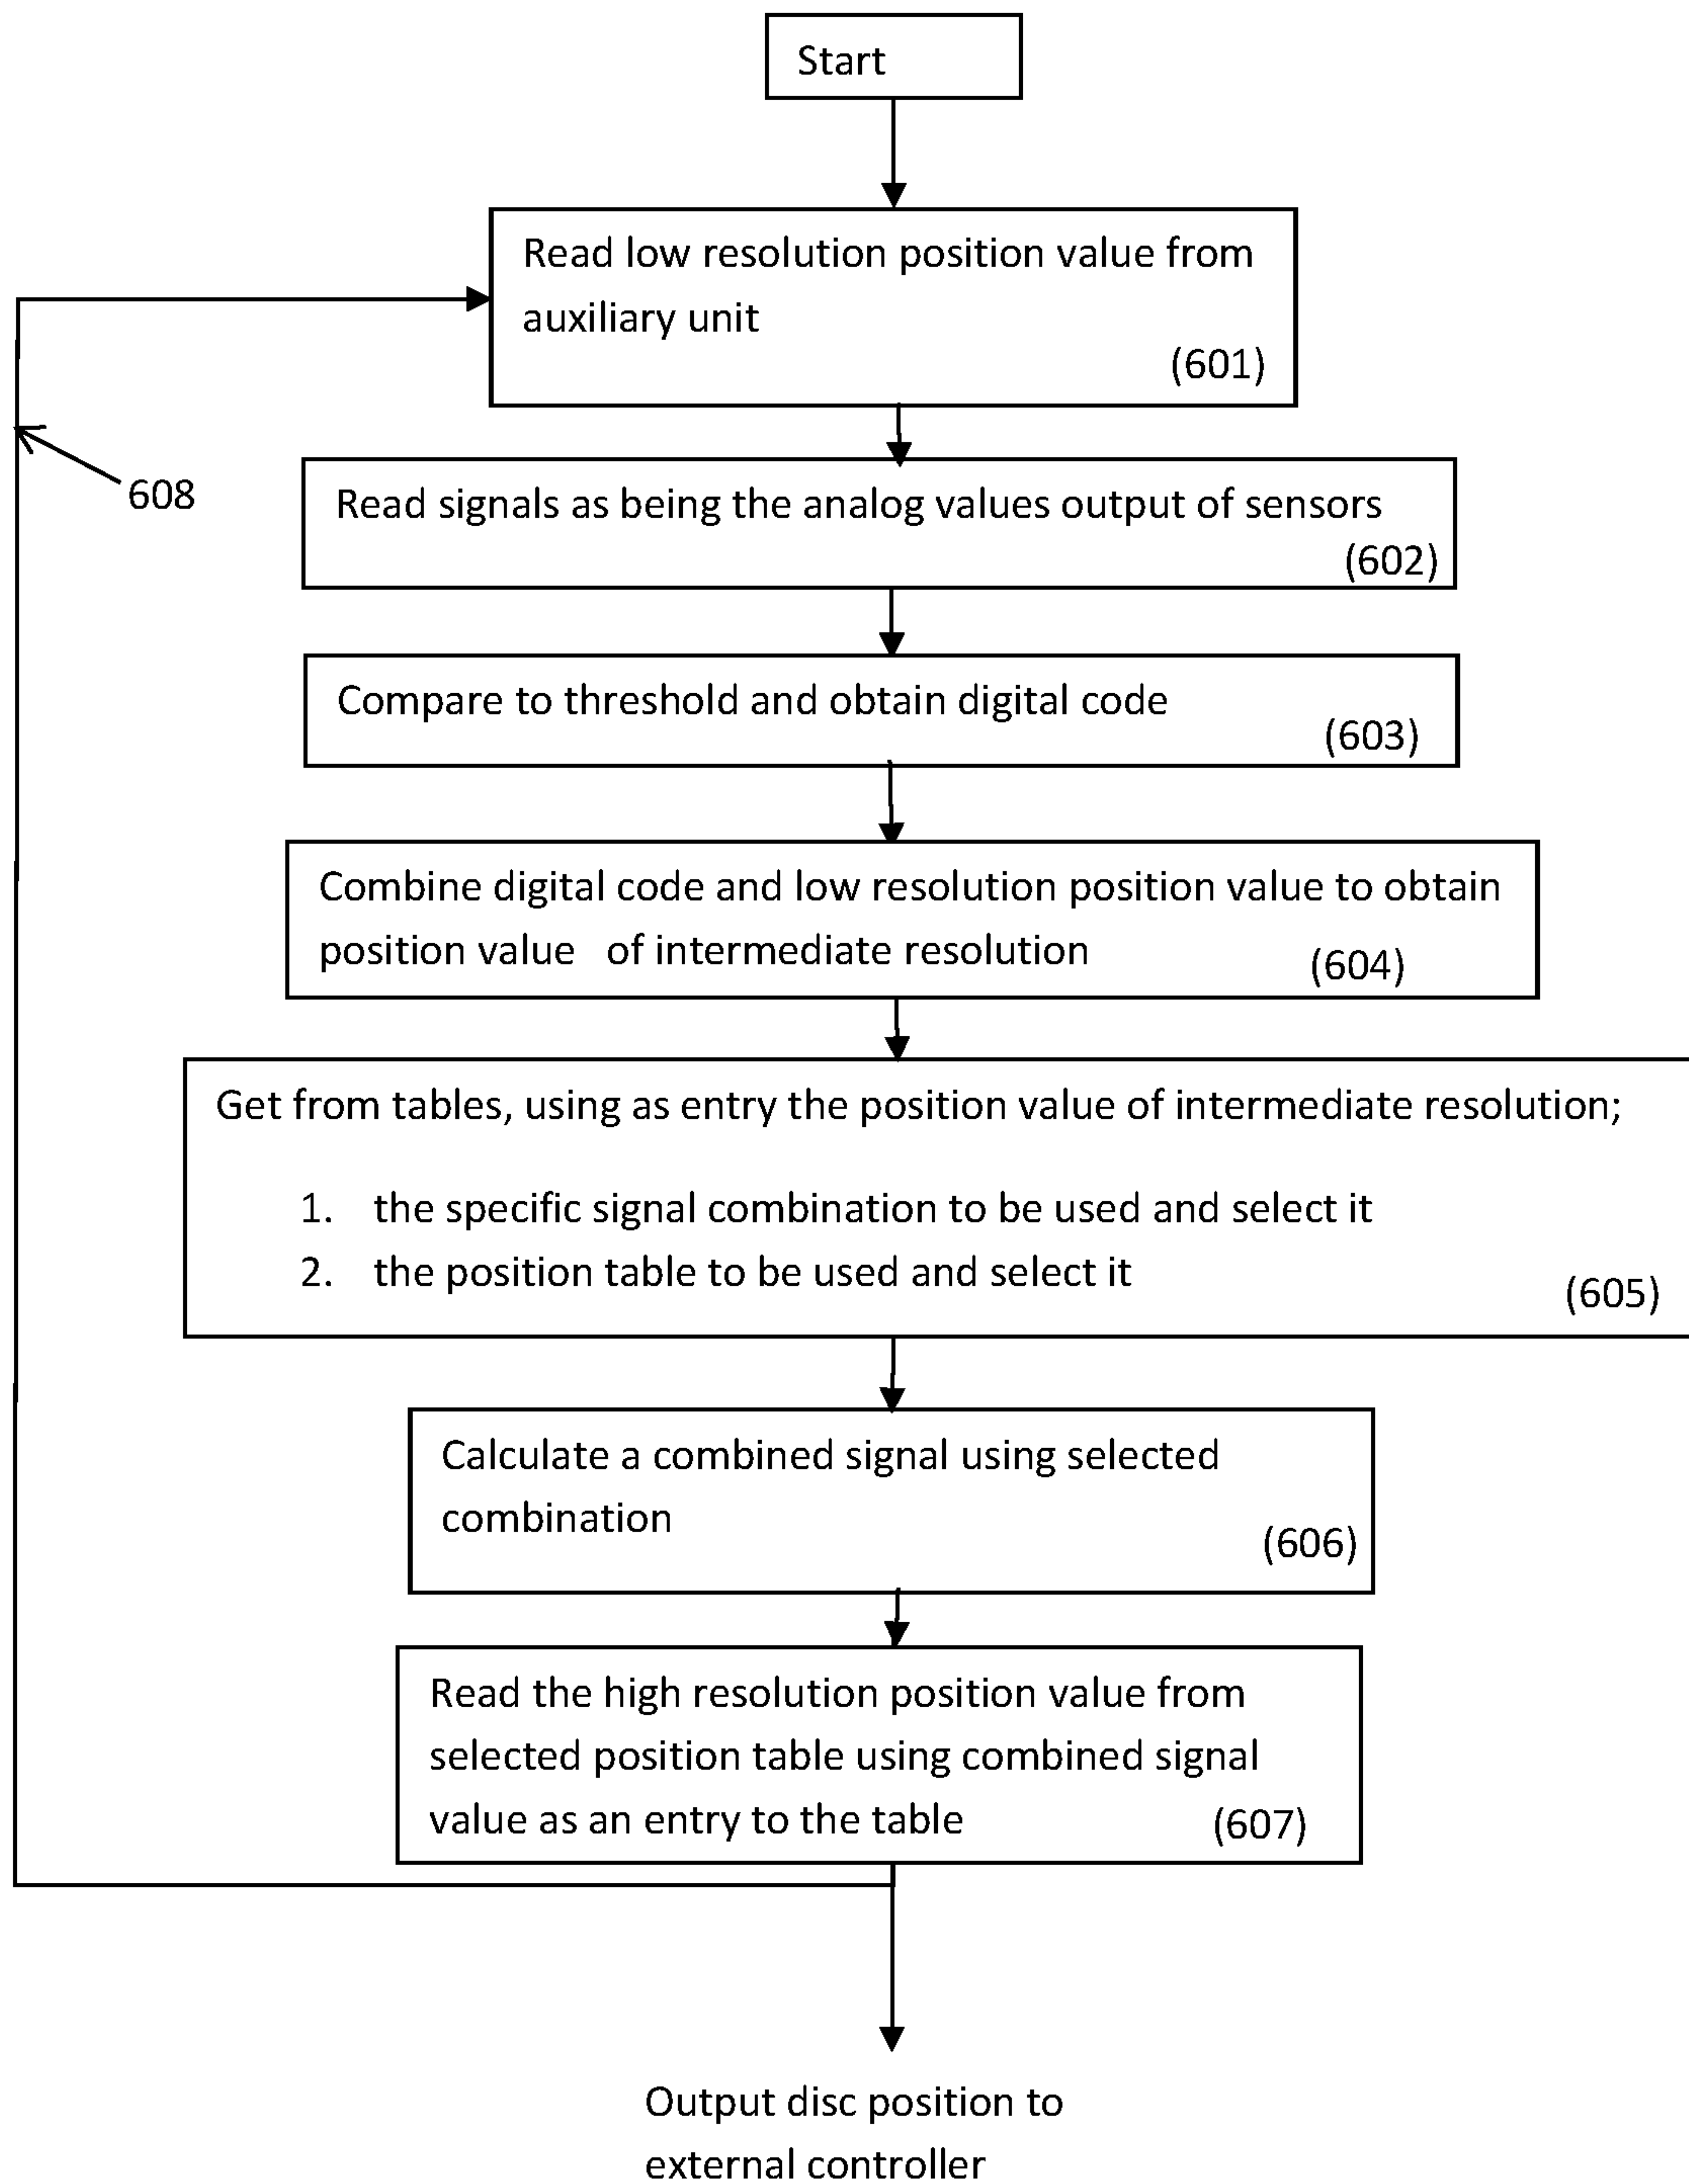 Start
Read low resolution position value from
auxiliary unit
(601)
608
Read signals as being the analog values output of sensors
(602)
Compare to threshold and obtain digital code
(603)
Combine digital code and low resolution position value to obtain
position value of intermediate resolution
(604)
Get from tables, using as entry the position value of intermediate resolution;
1. the specific signal combination to be used and select it
2. the position table to be used and select it
(605)
Calculate a combined signal using selected
combination
(606)
Read the high resolution position value from
selected position table using combined signal
value as an entry to the table
(607)
Output disc position to
external controller